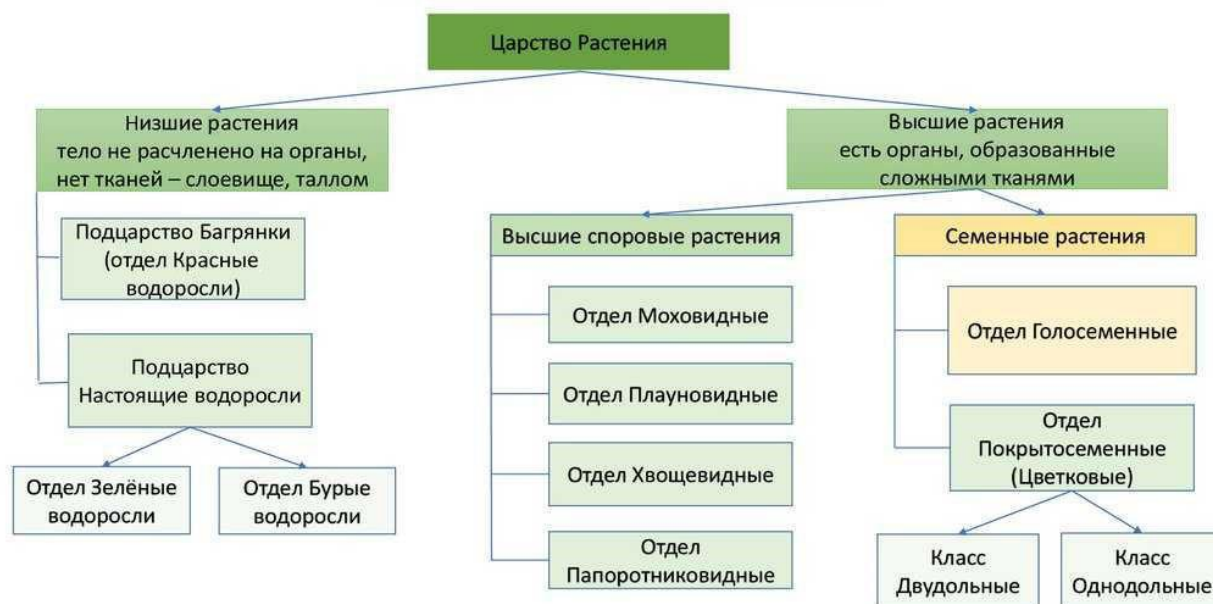 Царство Растения
Низшие растения
тело не расчленено на органы,
нет тканей – слоевище, таллом
Подцарство Багрянки
(отдел Красные
водоросли)
Подцарство
Настоящие водоросли
Отдел Зелёные
водоросли
Отдел Бурые
водоросли
Высшие растения
есть органы, образованные
сложными тканями
Высшие споровые растения
Отдел Моховидные
Отдел Плауновидные
Отдел Хвощевидные
Отдел
Папоротниковидные
Семенные растения
Отдел Голосеменные
Отдел
Покрытосеменные
(Цветковые)
Класс
Двудольные
Класс
Однодольные